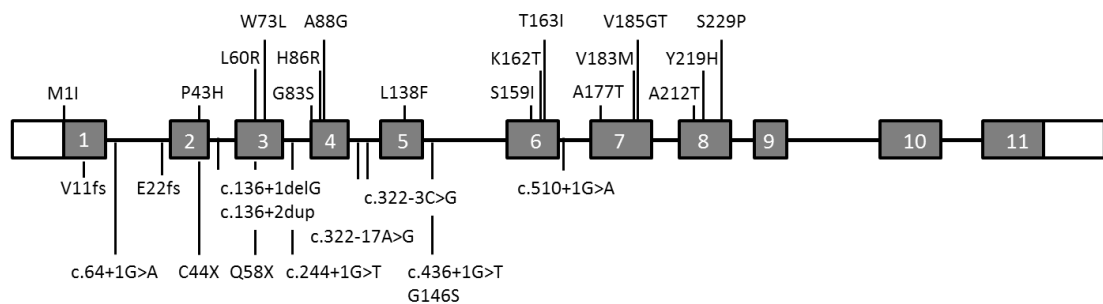 W73L A88G T163I V185GT S229P
L60R H86R K162T V183M Y219H
M1I P43H G83S L138F S159I A177T A212T
1 2 3 4 5 6 7 8 9 10 11
V11fs E22fs c.136+1delG c.322-3C>G c.510+1G>A
c.136+2dup
c.322-17A>G
c.64+1G>A C44X Q58X c.244+1G>T c.436+1G>T
G146S